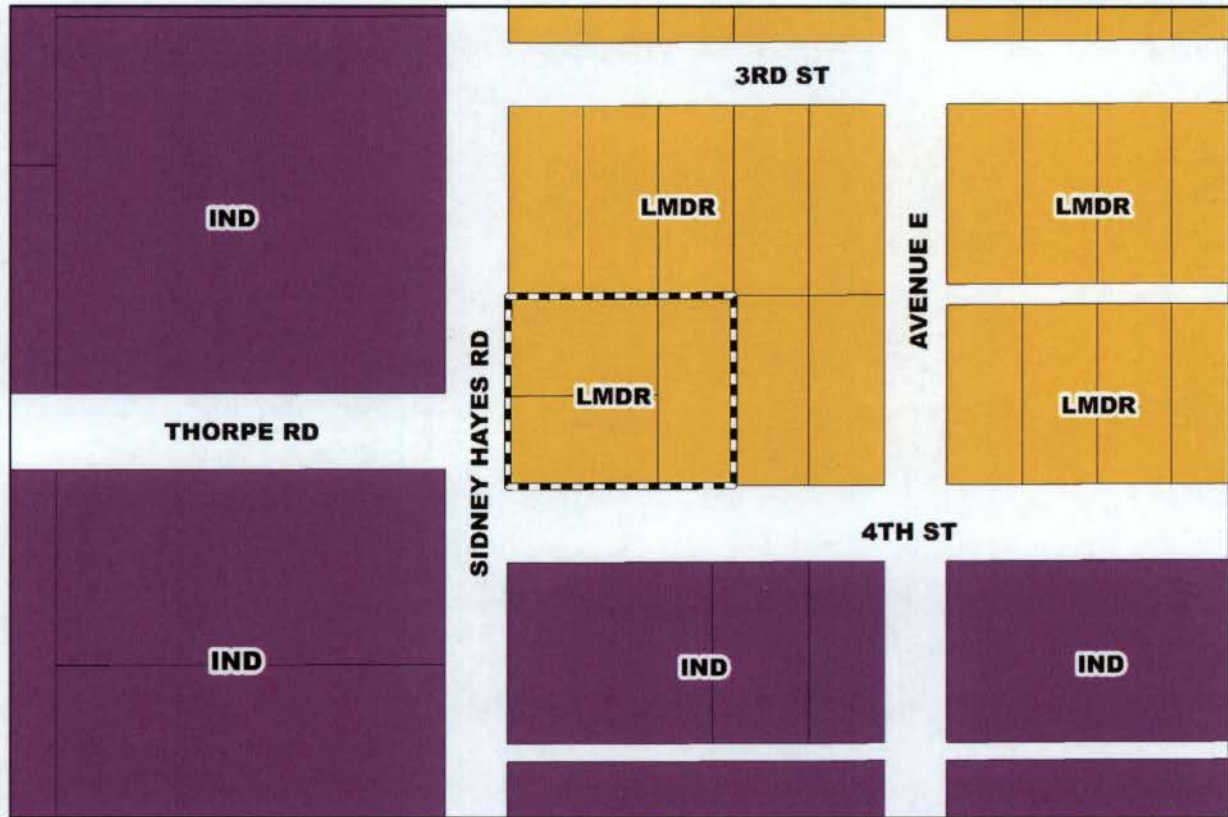 3RD ST
IND
LMDR
LMDR
AVENUE E
SIDNEY HAYES RD
LMDR
LMDR
THORPE RD
4TH ST
IND
IND
IND